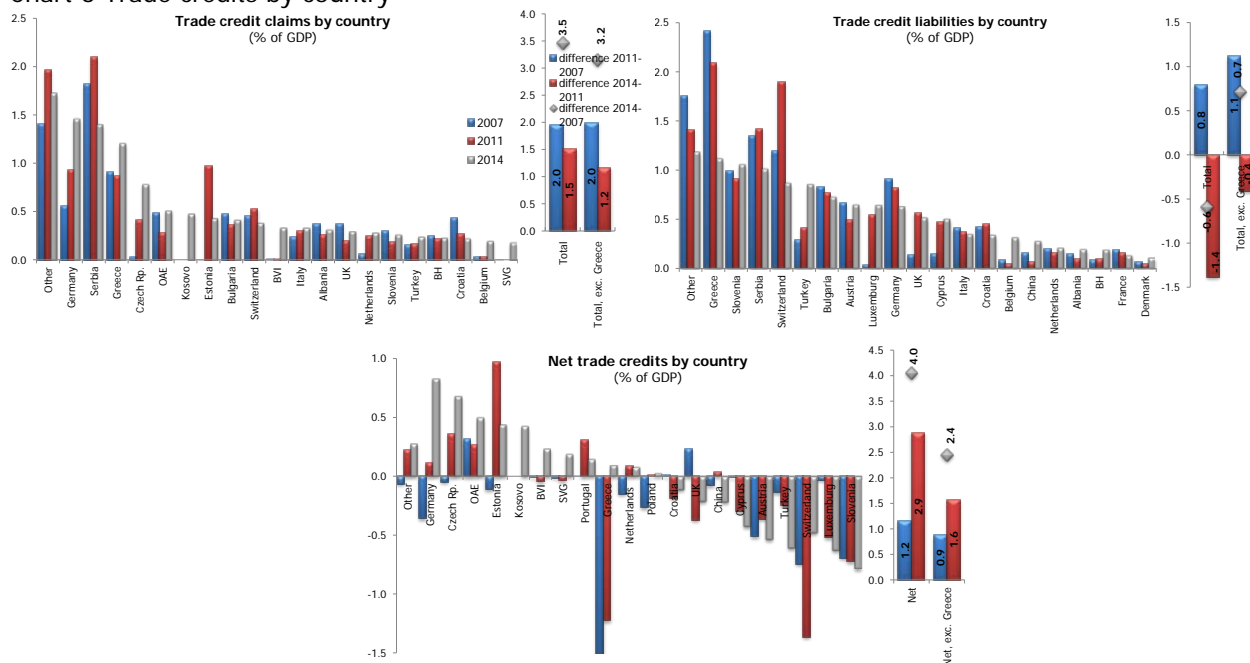 Chart 3 Trade credits by country
Trade credit claims by country
(% of GDP)
2.5
2.0
1.5
1.0
0.5
0.0
Other
Germany
Serbia
Greece
Czech Rp.
OAE
Kosovo
Estonia
Bulgaria
Switzerland
BVI
Italy
Albania
UK
Netherlands
Slovenia
Turkey
BH
Croatia
Belgium
SVG
2007
2011
2014
4.0
3.5
3.0
2.5
2.0
1.5
1.0
0.5
0.0
3.5
3.2
difference 2011-
2007
difference 2014-
2011
difference 2014-
2007
2.0
1.5
2.0
1.2
Total
Total, exc. Greece
Trade credit liabilities by country
(% of GDP)
2.5
2.0
1.5
1.0
0.5
0.0
Other
Greece
Slovenia
Serbia
Switzerland
Turkey
Bulgaria
Austria
Luxemburg
Germany
UK
Cyprus
Italy
Croatia
Belgium
China
Netherlands
Albania
BH
France
Denmark
1.5
1.0
0.5
0.0
-0.5
-1.0
-1.5
0.8
-1.4
-0.6
1.1
0.7
-0.4
Total
Total, exc. Greece
Net trade credits by country
(% of GDP)
1.0
0.5
0.0
-0.5
-1.0
-1.5
Other
Germany
Czech Rp.
OAE
Estonia
Kosovo
BVI
SVG
Portugal
Greece
Netherlands
Poland
Croatia
UK
China
Cyprus
Austria
Turkey
Switzerland
Luxemburg
Slovenia
4.5
4.0
3.5
3.0
2.5
2.0
1.5
1.0
0.5
0.0
4.0
2.4
1.2
2.9
0.9
1.6
Net
Net, exc. Greece